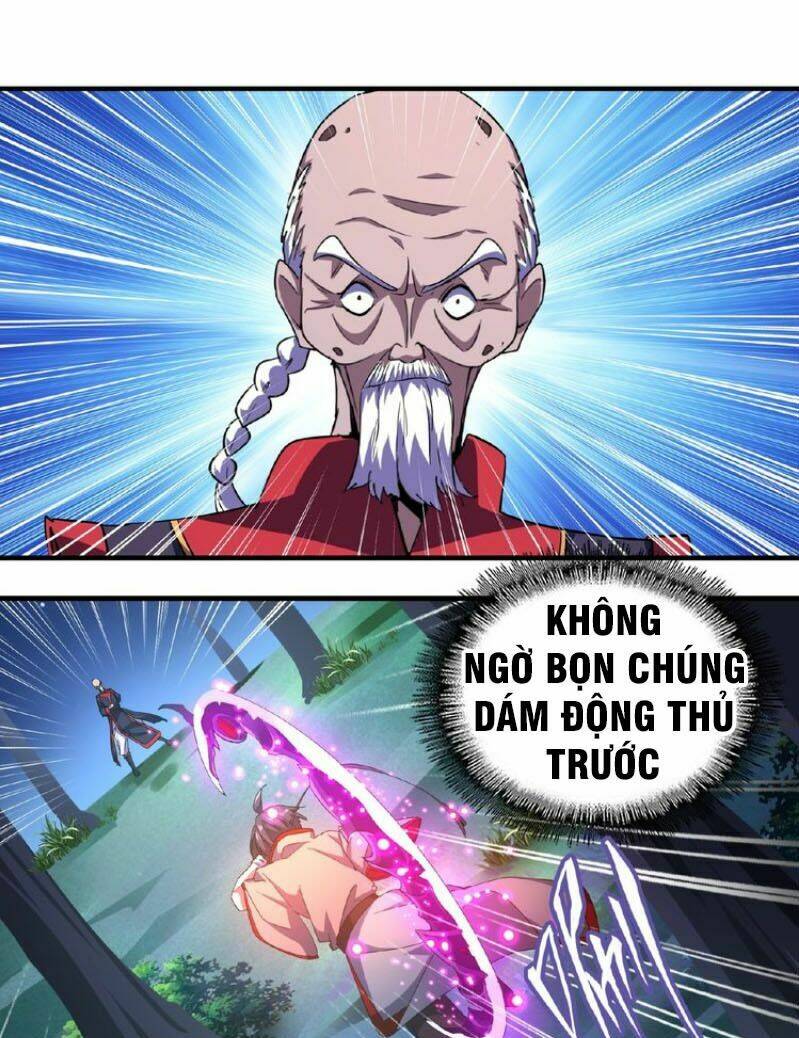 KHÔNG
NGỜ BỌN CHÚNG
DÁM ĐỘNG THỦ
TRƯỚC